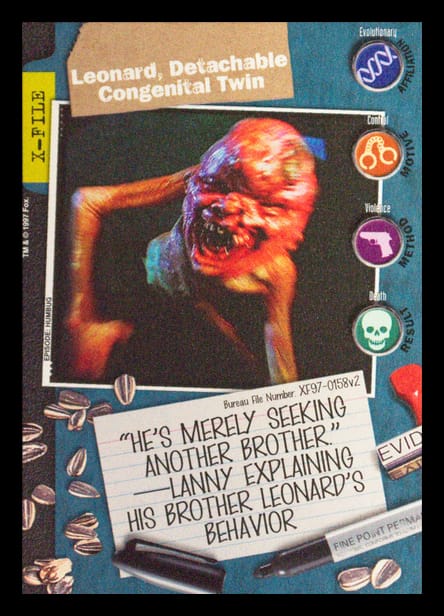 Leonard, Detachable
Congenital Twin
X-FILE
Evolutionary
AFFILIATION
Control
MOTIVE
Violence
METHOD
Death
RESULT
TM & © 1997 Fox.
EPISODE: HUMBUG
Bureau File Number: XF97-0158v2
"HE'S MERELY SEEKING
ANOTHER BROTHER."
—LANNY EXPLAINING
HIS BROTHER LEONARD'S
BEHAVIOR
EVID
FINE POINT PERMA